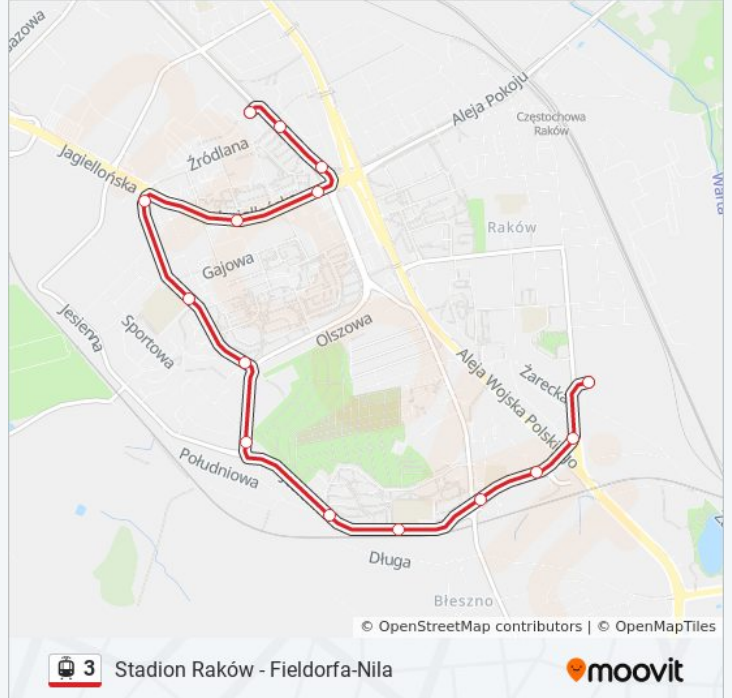 Aleja Pokoju
Częstochowa
Raków
Jagiellońska
Źródlana
Raków
Gajowa
Jesienna
Sportowa
Olszowa
Żarecka
Aleja Wojska Polskiego
Południowa
Długa
Błeszno
© OpenStreetMap contributors | © OpenMapTiles
3 Stadion Raków - Fieldorfa-Nila
moovit